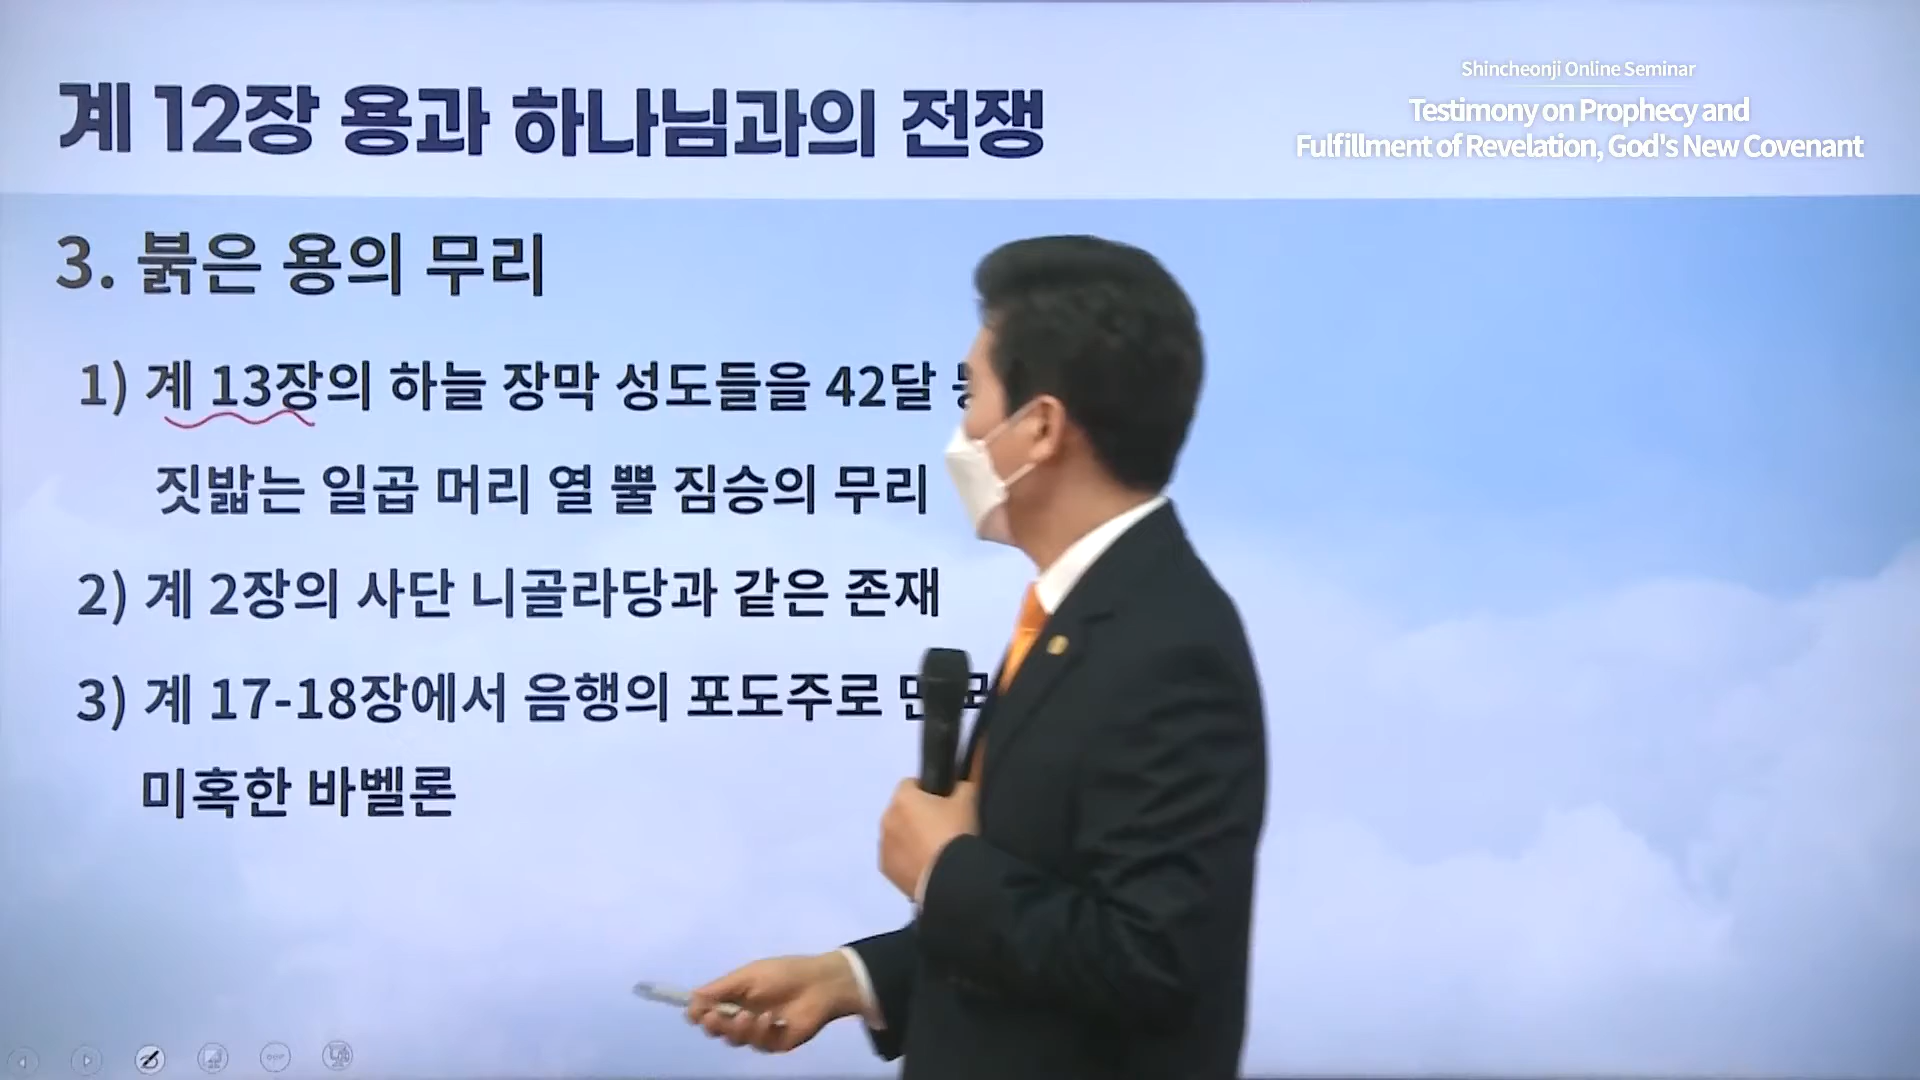 계 12장 용과 하나님과의 전쟁
Shincheonji Online Seminar
Testimony on Prophecy and
Fulfillment of Revelation, God's New Covenant
3. 붉은 용의 무리
1) 계 13장의 하늘 장막 성도들을 42달
짓밟는 일곱 머리 열 뿔 짐승의 무리
2) 계 2장의 사단 니골라당과 같은 존재
3) 계 17-18장에서 음행의 포도주로
미혹한 바벨론